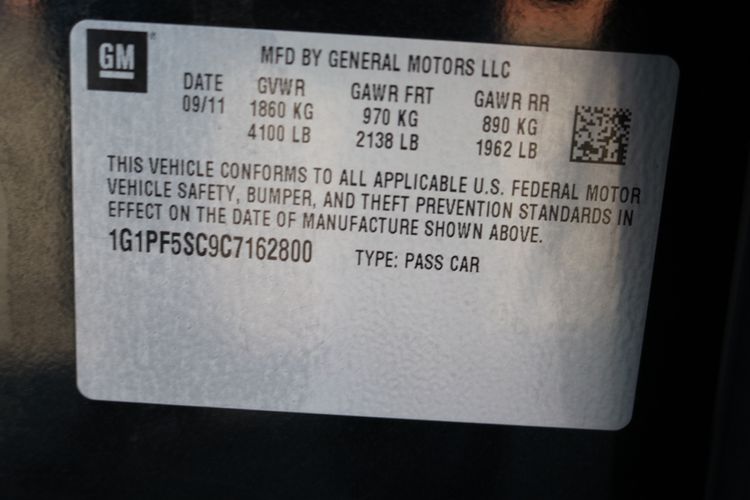 GM
MFD BY GENERAL MOTORS LLC
DATE GVWR GAWR FRT GAWR RR
09/11 1860 KG 970 KG 890 KG
4100 LB 2138 LB 1962 LB
THIS VEHICLE CONFORMS TO ALL APPLICABLE U.S. FEDERAL MOTOR
VEHICLE SAFETY, BUMPER, AND THEFT PREVENTION STANDARDS IN
EFFECT ON THE DATE OF MANUFACTURE SHOWN ABOVE.
1G1PF5SC9C7162800 TYPE: PASS CAR